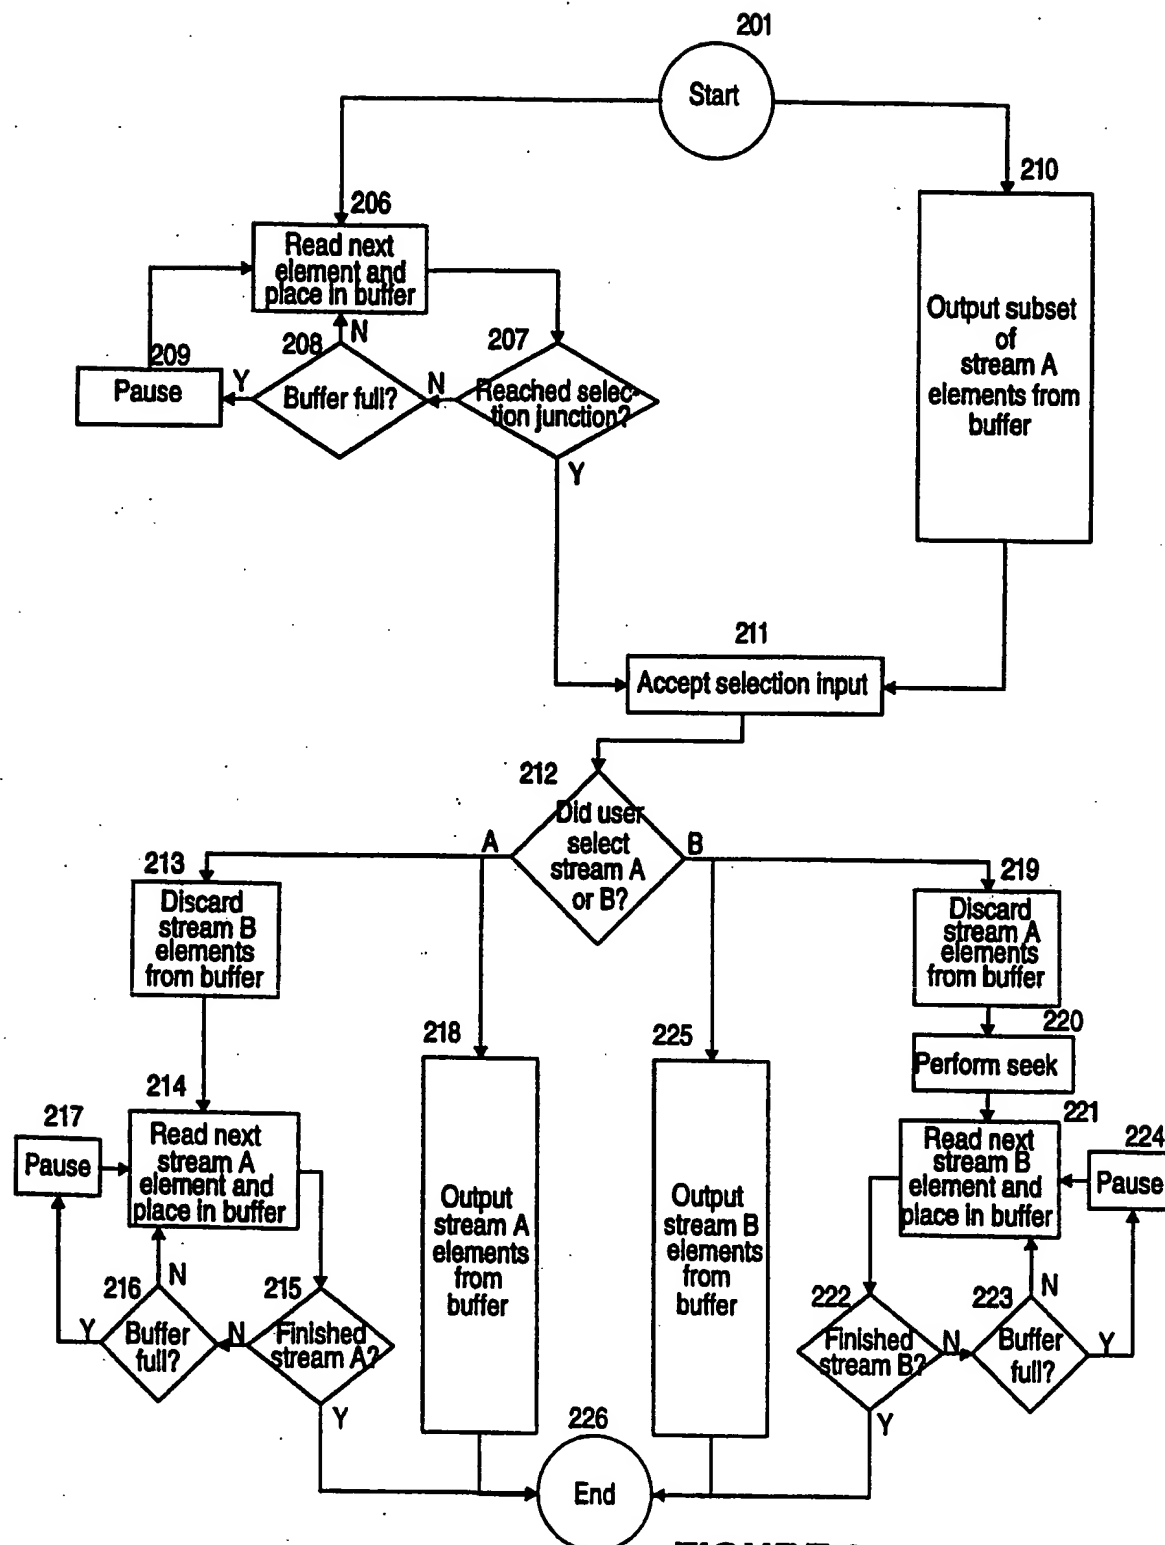 201
Start
210
206
Read next
element and
place in buffer
Output subset
of
stream A
elements from
buffer
N
208
207
209
Pause
Y
Buffer full?
N
Reached selec-
tion junction?
Y
211
Accept selection input
212
Did user
select
stream A
or B?
A
B
213
Discard
stream B
elements
from buffer
219
Discard
stream A
elements
from buffer
218
225
220
Perform seek
214
217
Pause
Read next
stream A
element and
place in buffer
Output
stream A
elements
from
buffer
Output
stream B
elements
from
buffer
221
Read next
stream B
element and
place in buffer
224
Pause
N
216
215
Y
Buffer
full?
N
Finished
stream A?
Y
222
223
N
Finished
stream B?
N
Buffer
full?
Y
Y
226
End